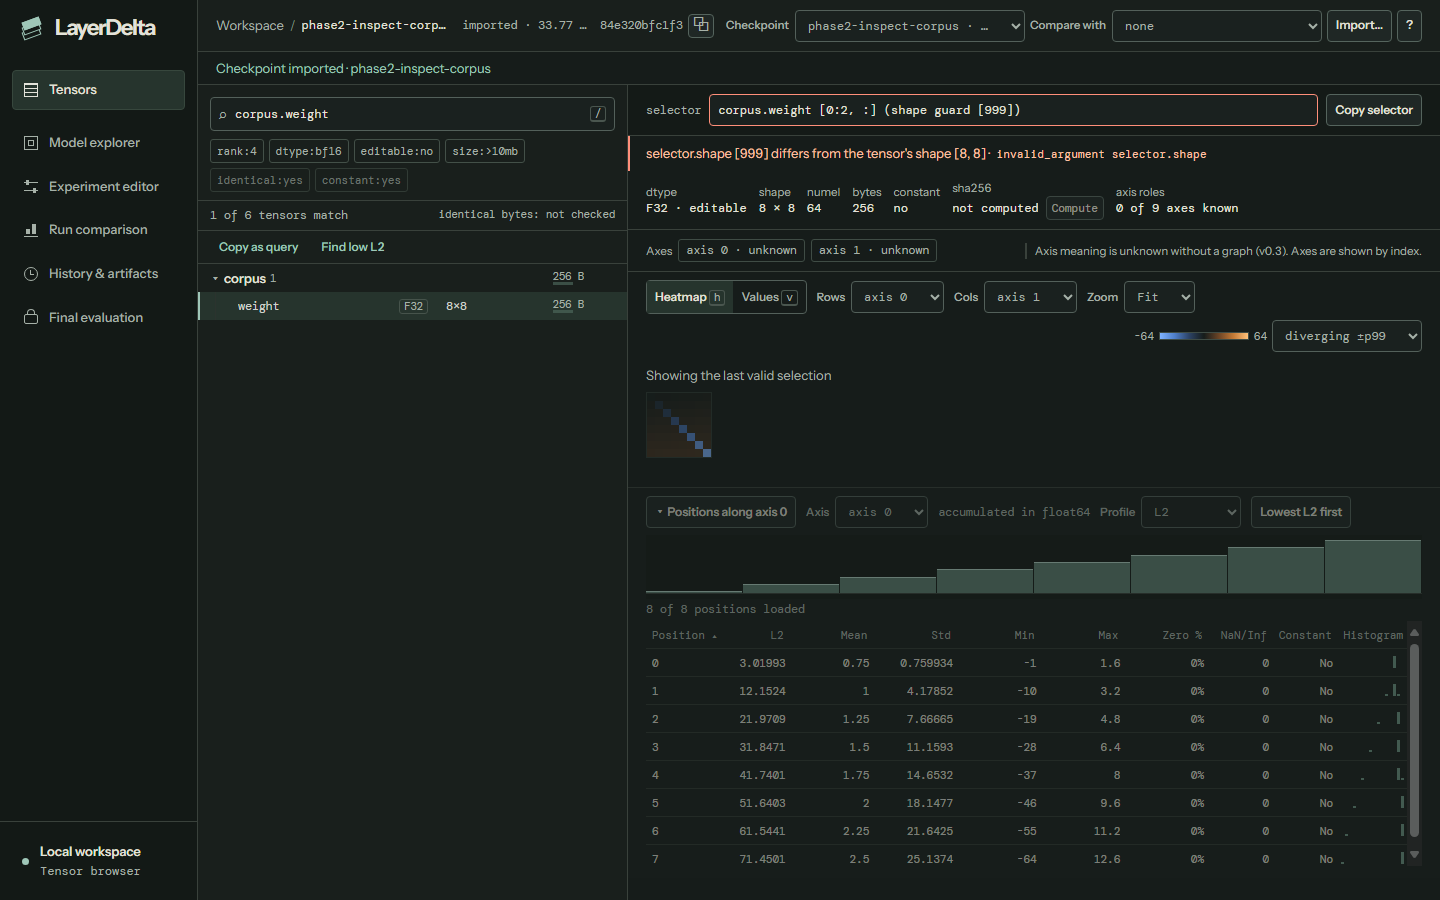 LayerDelta
Tensors
Model explorer
Experiment editor
Run comparison
History & artifacts
Final evaluation
Local workspace
Tensor browser
Workspace / phase2-inspect-corp… imported · 33.77 … 84e320bfc1f3 Checkpoint phase2-inspect-corpus · … Compare with none Import… ?
Checkpoint imported · phase2-inspect-corpus
corpus.weight /
rank:4 dtype:bf16 editable:no size:>10mb
identical:yes constant:yes
1 of 6 tensors match identical bytes: not checked
Copy as query Find low L2
corpus 1 256 B
weight F32 8×8 256 B
selector corpus.weight [0:2, :] (shape guard [999]) Copy selector
selector.shape [999] differs from the tensor's shape [8, 8] · invalid_argument selector.shape
dtype shape numel bytes constant sha256 axis roles
F32 · editable 8 × 8 64 256 no not computed Compute 0 of 9 axes known
Axes axis 0 · unknown axis 1 · unknown Axis meaning is unknown without a graph (v0.3). Axes are shown by index.
Heatmap h Values v Rows axis 0 Cols axis 1 Zoom Fit
-64 64 diverging ±p99
Showing the last valid selection
Positions along axis 0 Axis axis 0 accumulated in float64 Profile L2 Lowest L2 first
8 of 8 positions loaded
Position L2 Mean Std Min Max Zero % NaN/Inf Constant Histogram
0 3.01993 0.75 0.759934 -1 1.6 0% 0 No
1 12.1524 1 4.17852 -10 3.2 0% 0 No
2 21.9709 1.25 7.66665 -19 4.8 0% 0 No
3 31.8471 1.5 11.1593 -28 6.4 0% 0 No
4 41.7401 1.75 14.6532 -37 8 0% 0 No
5 51.6403 2 18.1477 -46 9.6 0% 0 No
6 61.5441 2.25 21.6425 -55 11.2 0% 0 No
7 71.4501 2.5 25.1374 -64 12.6 0% 0 No